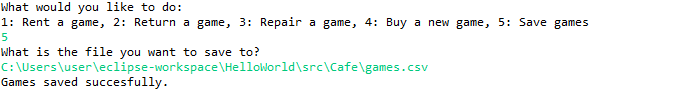 What would you like to do:
1: Rent a game, 2: Return a game, 3: Repair a game, 4: Buy a new game, 5: Save games
5
What is the file you want to save to?
C:\Users\user\eclipse-workspace\HelloWorld\src\Cafe\games.csv
Games saved succesfully.